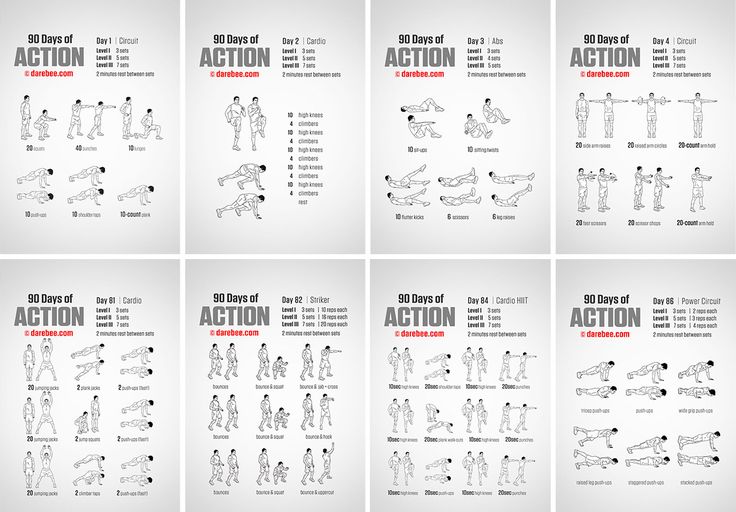 90 Days of
ACTION
© darebee.com
Day 1 | Circuit
Level I 3 sets
Level II 5 sets
Level III 7 sets
2 minutes rest between sets
20 squats
40 punches
10 lunges
10 push-ups
10 shoulder taps
10-count plank
90 Days of
ACTION
© darebee.com
Day 2 | Cardio
Level I 3 sets
Level II 5 sets
Level III 7 sets
2 minutes rest between sets
10 high knees
4 climbers
10 high knees
4 climbers
10 high knees
4 climbers
10 high knees
4 climbers
rest
90 Days of
ACTION
© darebee.com
Day 3 | Abs
Level I 3 sets
Level II 4 sets
Level III 5 sets
2 minutes rest between sets
10 sit-ups
10 sitting twists
10 flutter kicks
6 scissors
6 leg raises
90 Days of
ACTION
© darebee.com
Day 4 | Circuit
Level I 3 sets
Level II 5 sets
Level III 7 sets
2 minutes rest between sets
20 side arm raises
20 raised arm circles
20-count arm hold
20 fast scissors
20 scissor chops
20-count arm hold
90 Days of
ACTION
© darebee.com
Day 81 | Cardio
Level I 3 sets
Level II 5 sets
Level III 7 sets
2 minutes rest between sets
20 jumping jacks
2 plank jacks
2 push-ups (fast!)
20 jumping jacks
2 jump squats
2 push-ups (fast!)
20 jumping jacks
2 climber taps
2 push-ups (fast!)
90 Days of
ACTION
© darebee.com
Day 82 | Striker
Level I 3 sets | 10 reps each
Level II 5 sets | 16 reps each
Level III 7 sets | 20 reps each
2 minutes rest between sets
bounces
bounce & squat
bounce & jab + cross
bounces
bounce & squat
bounce & hook
bounces
bounce & squat
bounce & uppercut
90 Days of
ACTION
© darebee.com
Day 84 | Cardio HIIT
Level I 3 sets
Level II 5 sets
Level III 7 sets
2 minutes rest between sets
10sec high knees
20sec shoulder taps
10sec high knees
20sec punches
10sec high knees
20sec plank walk-outs
10sec high knees
20sec punches
10sec high knees
20sec push-ups
10sec high knees
20sec punches
90 Days of
ACTION
© darebee.com
Day 86 | Power Circuit
Level I 3 sets | 2 reps each
Level II 5 sets | 3 reps each
Level III 7 sets | 4 reps each
2 minutes rest between sets
tricep push-ups
push-ups
wide grip push-ups
raised leg push-ups
staggered push-ups
stacked push-ups